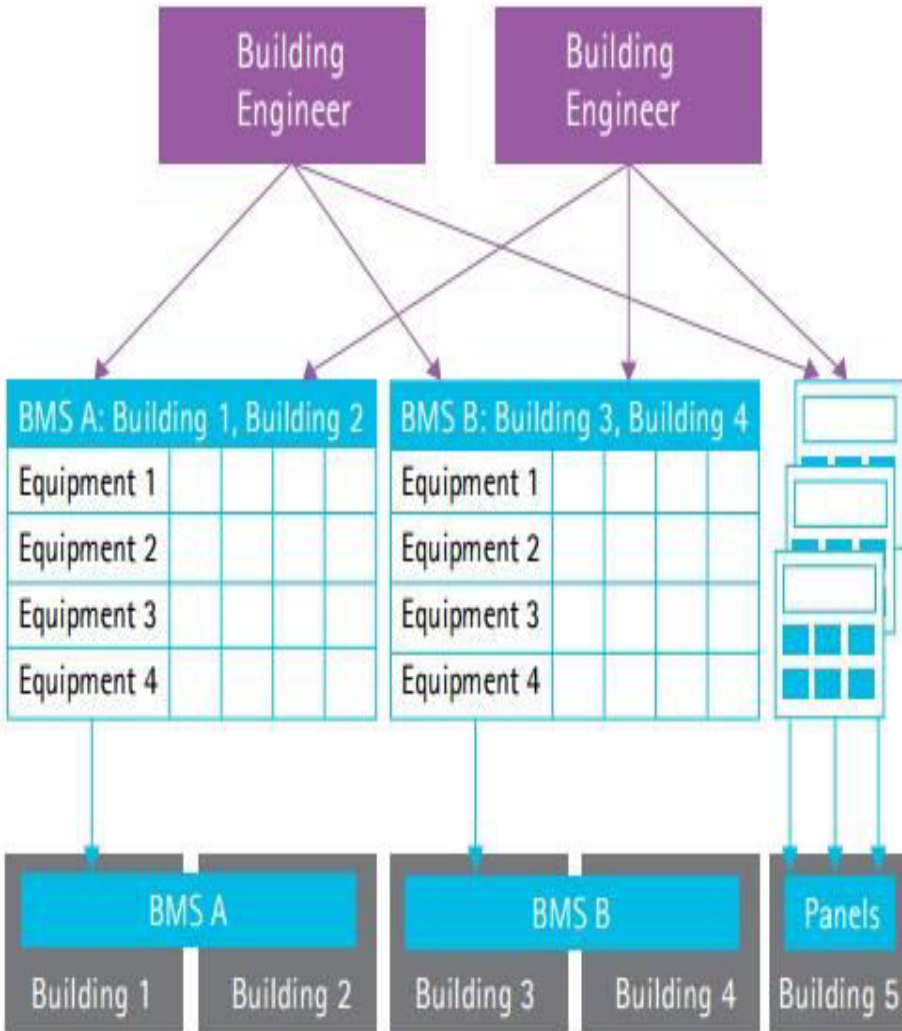 Building
Engineer
Building
Engineer
BMS A: Building 1, Building 2
Equipment 1
Equipment 2
Equipment 3
Equipment 4
BMS B: Building 3, Building 4
Equipment 1
Equipment 2
Equipment 3
Equipment 4
BMS A
Building 1
Building 2
BMS B
Building 3
Building 4
Panels
Building 5